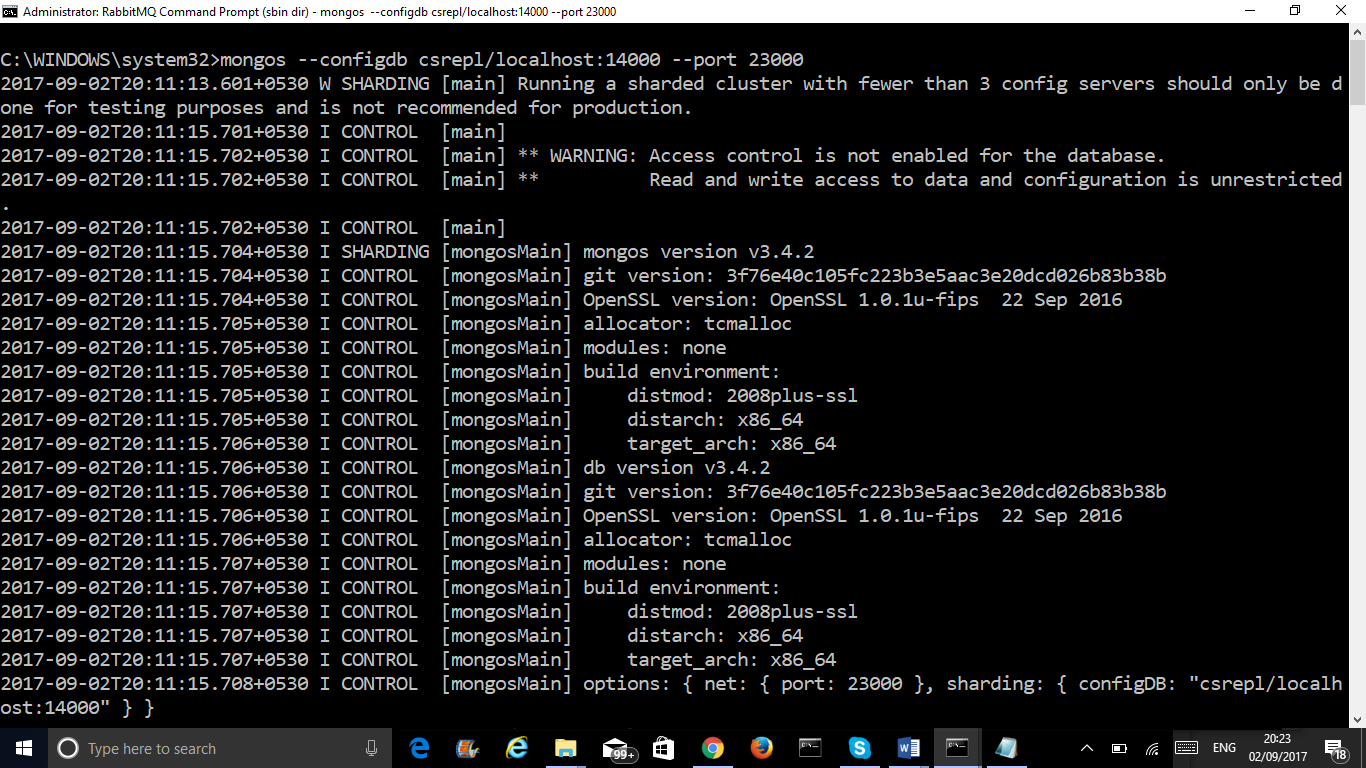 Administrator: RabbitMQ Command Prompt (sbin dir) - mongos  --configdb csrepl/localhost:14000 --port 23000
C:\WINDOWS\system32>mongos --configdb csrepl/localhost:14000 --port 23000
2017-09-02T20:11:13.601+0530 W SHARDING [main] Running a sharded cluster with fewer than 3 config servers should only be d
one for testing purposes and is not recommended for production.
2017-09-02T20:11:15.701+0530 I CONTROL  [main]
2017-09-02T20:11:15.702+0530 I CONTROL  [main] ** WARNING: Access control is not enabled for the database.
2017-09-02T20:11:15.702+0530 I CONTROL  [main] **          Read and write access to data and configuration is unrestricted
.
2017-09-02T20:11:15.702+0530 I CONTROL  [main]
2017-09-02T20:11:15.704+0530 I SHARDING [mongosMain] mongos version v3.4.2
2017-09-02T20:11:15.704+0530 I CONTROL  [mongosMain] git version: 3f76e40c105fc223b3e5aac3e20dcd026b83b38b
2017-09-02T20:11:15.704+0530 I CONTROL  [mongosMain] OpenSSL version: OpenSSL 1.0.1u-fips  22 Sep 2016
2017-09-02T20:11:15.705+0530 I CONTROL  [mongosMain] allocator: tcmalloc
2017-09-02T20:11:15.705+0530 I CONTROL  [mongosMain] modules: none
2017-09-02T20:11:15.705+0530 I CONTROL  [mongosMain] build environment:
2017-09-02T20:11:15.705+0530 I CONTROL  [mongosMain]     distmod: 2008plus-ssl
2017-09-02T20:11:15.705+0530 I CONTROL  [mongosMain]     distarch: x86_64
2017-09-02T20:11:15.706+0530 I CONTROL  [mongosMain]     target_arch: x86_64
2017-09-02T20:11:15.706+0530 I CONTROL  [mongosMain] db version v3.4.2
2017-09-02T20:11:15.706+0530 I CONTROL  [mongosMain] git version: 3f76e40c105fc223b3e5aac3e20dcd026b83b38b
2017-09-02T20:11:15.706+0530 I CONTROL  [mongosMain] OpenSSL version: OpenSSL 1.0.1u-fips  22 Sep 2016
2017-09-02T20:11:15.706+0530 I CONTROL  [mongosMain] allocator: tcmalloc
2017-09-02T20:11:15.707+0530 I CONTROL  [mongosMain] modules: none
2017-09-02T20:11:15.707+0530 I CONTROL  [mongosMain] build environment:
2017-09-02T20:11:15.707+0530 I CONTROL  [mongosMain]     distmod: 2008plus-ssl
2017-09-02T20:11:15.707+0530 I CONTROL  [mongosMain]     distarch: x86_64
2017-09-02T20:11:15.707+0530 I CONTROL  [mongosMain]     target_arch: x86_64
2017-09-02T20:11:15.708+0530 I CONTROL  [mongosMain] options: { net: { port: 23000 }, sharding: { configDB: "csrepl/localh
ost:14000" } }
Type here to search
99+
ENG
20:23
02/09/2017
18